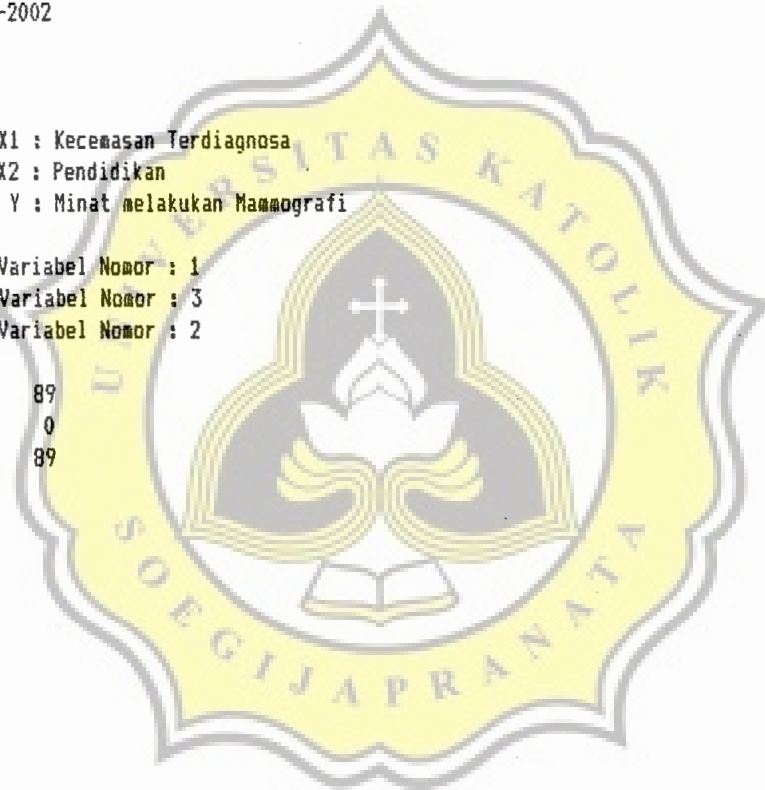 -2002
X1 : Kecemasan Terdiagnosa
X2 : Pendidikan
Y : Minat melakukan Mammografi
Variabel Nomor : 1
Variabel Nomor : 3
Variabel Nomor : 2
89
0
89
UNIVERSITAS KATOLIK
SOEGIJAPRANATA